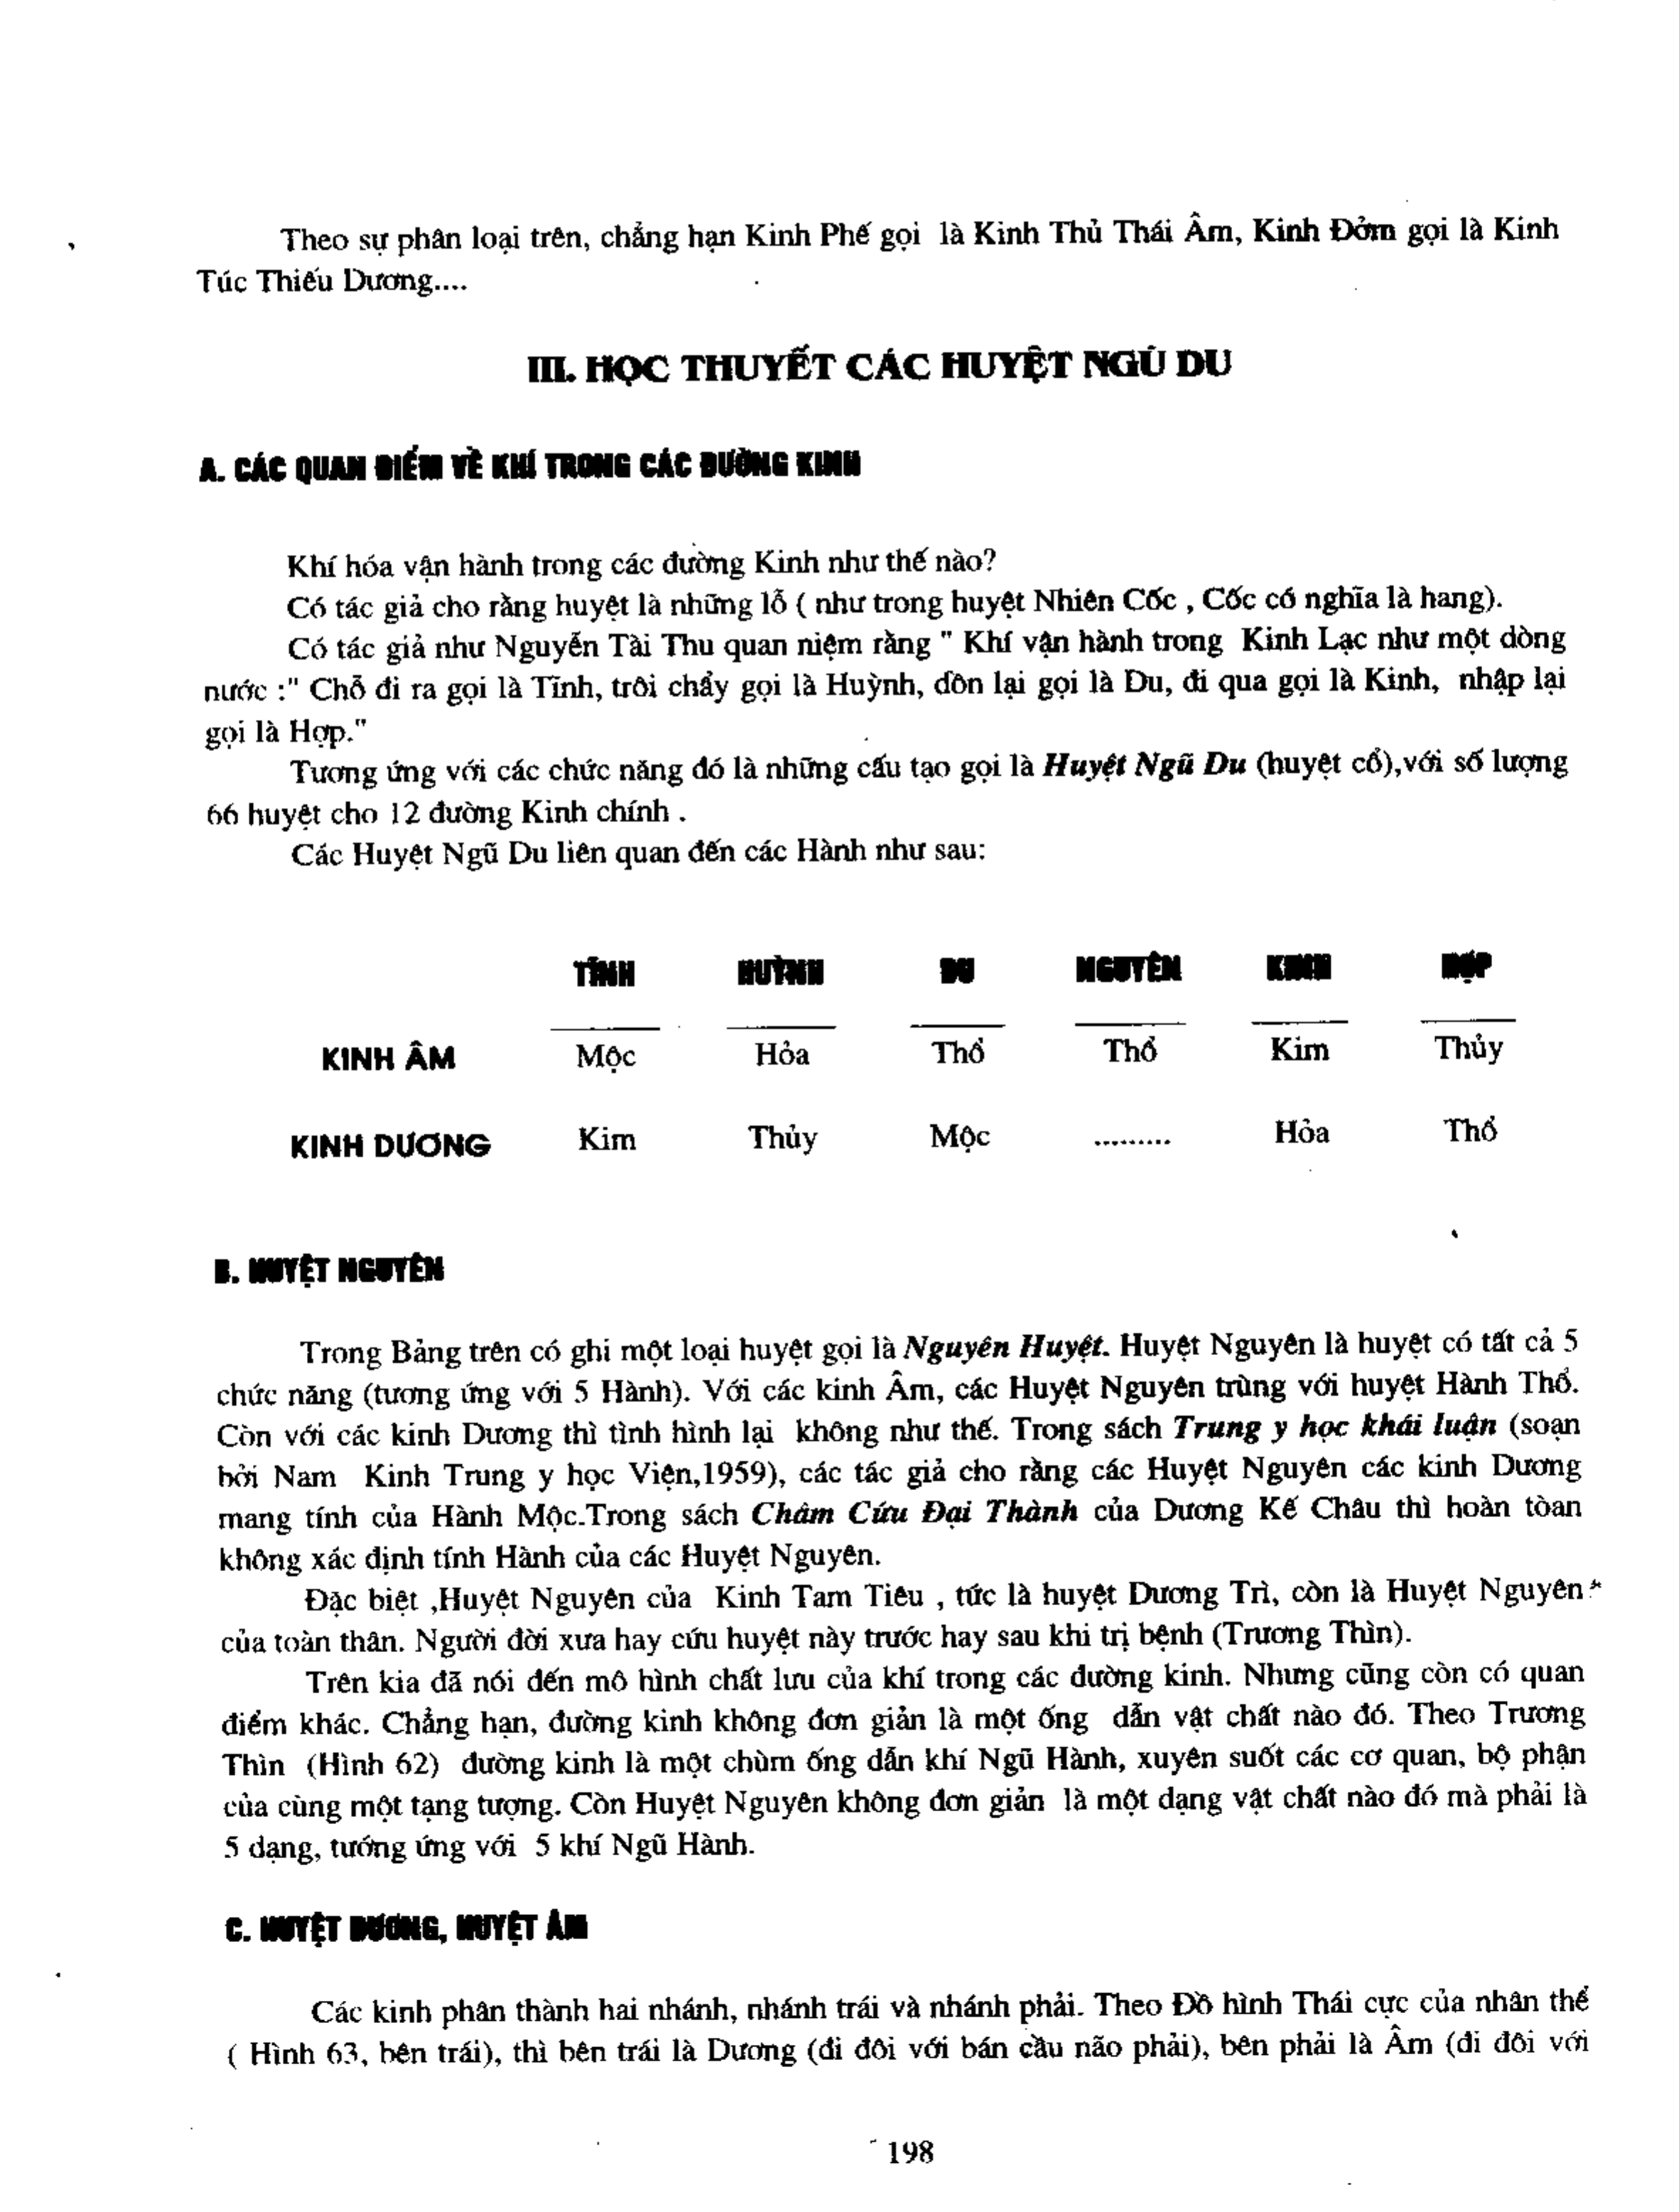 Theo sự phân loại trên, chẳng hạn Kinh Phế gọi là Kinh Thủ Thái Âm, Kinh Đởm gọi là Kinh
Túc Thiếu Dương....
III. HỌC THUYẾT CÁC HUYỆT NGŨ DU
A. CÁC QUAN ĐIỂM VỀ KHÍ TRONG CÁC ĐƯỜNG KINH
Khí hóa vận hành trong các đường Kinh như thế nào?
Có tác giả cho rằng huyệt là những lỗ ( như trong huyệt Nhiên Cốc , Cốc có nghĩa là hang).
Có tác giả như Nguyễn Tài Thu quan niệm rằng " Khí vận hành trong Kinh Lạc như một dòng
nước :" Chỗ đi ra gọi là Tĩnh, trôi chẩy gọi là Huỳnh, dồn lại gọi là Du, đi qua gọi là Kinh, nhập lại
gọi là Hợp."
Tương ứng với các chức năng đó là những cấu tạo gọi là Huyệt Ngũ Du (huyệt cổ),với số lượng
66 huyệt cho 12 đường Kinh chính .
Các Huyệt Ngũ Du liên quan đến các Hành như sau:
TĨNH HUỲNH DU NGUYÊN KINH HỢP
KINH ÂM Mộc Hỏa Thổ Thổ Kim Thủy
KINH DƯƠNG Kim Thủy Mộc ......... Hỏa Thổ
B. HUYỆT NGUYÊN
Trong Bảng trên có ghi một loại huyệt gọi là Nguyên Huyệt. Huyệt Nguyên là huyệt có tất cả 5
chức năng (tương ứng với 5 Hành). Với các kinh Âm, các Huyệt Nguyên trùng với huyệt Hành Thổ.
Còn với các kinh Dương thì tình hình lại không như thế. Trong sách Trung y học khái luận (soạn
bởi Nam Kinh Trung y học Viện,1959), các tác giả cho rằng các Huyệt Nguyên các kinh Dương
mang tính của Hành Mộc.Trong sách Châm Cứu Đại Thành của Dương Kế Châu thì hoàn tòan
không xác định tính Hành của các Huyệt Nguyên.
Đặc biệt ,Huyệt Nguyên của Kinh Tam Tiêu , tức là huyệt Dương Trì, còn là Huyệt Nguyên
của toàn thân. Người đời xưa hay cứu huyệt này trước hay sau khi trị bệnh (Trương Thìn).
Trên kia đã nói đến mô hình chất lưu của khí trong các đường kinh. Nhưng cũng còn có quan
điểm khác. Chẳng hạn, đường kinh không đơn giản là một ống dẫn vật chất nào đó. Theo Trương
Thìn (Hình 62) đường kinh là một chùm ống dẫn khí Ngũ Hành, xuyên suốt các cơ quan, bộ phận
của cùng một tạng tượng. Còn Huyệt Nguyên không đơn giản là một dạng vật chất nào đó mà phải là
5 dạng, tướng ứng với 5 khí Ngũ Hành.
C. HUYỆT DƯƠNG, HUYỆT ÂM
Các kinh phân thành hai nhánh, nhánh trái và nhánh phải. Theo Đồ hình Thái cực của nhân thể
( Hình 63, bên trái), thì bên trái là Dương (đi đôi với bán cầu não phải), bên phải là Âm (đi đôi với
198